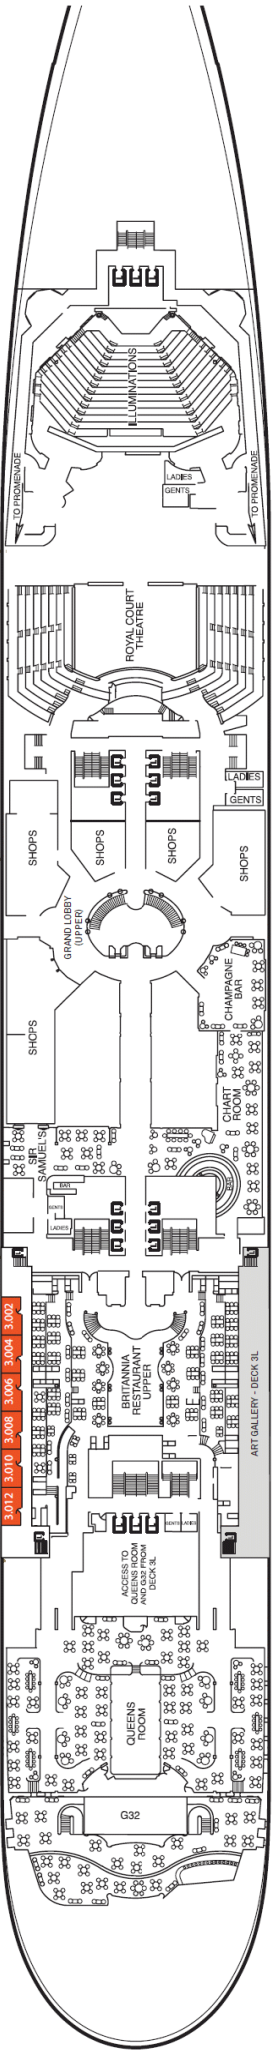 ILLUMINATIONS
LADIES
GENTS
TO PROMENADE
TO PROMENADE
ROYAL COURT
THEATRE
LADIES
GENTS
SHOPS
SHOPS
SHOPS
SHOPS
GRAND LOBBY
(UPPER)
CHAMPAGNE
BAR
SHOPS
CHART
ROOM
SIR
SAMUEL'S
BAR
BAR
GENTS
LADIES
3.002
3.004
3.006
3.008
3.010
3.012
BRITANNIA
RESTAURANT
UPPER
ART GALLERY - DECK 3L
GENTS
LADIES
ACCESS TO
QUEENS ROOM
AND G32 FROM
DECK 3L
QUEENS
ROOM
G32